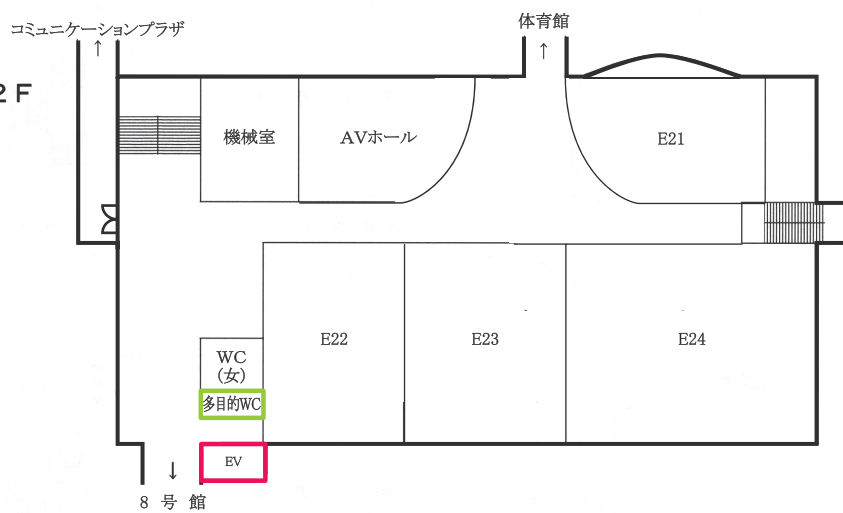 コミュニケーションプラザ
↑
体育館
↑
2F
機械室
AVホール
E21
E22
E23
E24
WC
(女)
多目的WC
EV
↓
8 号 館